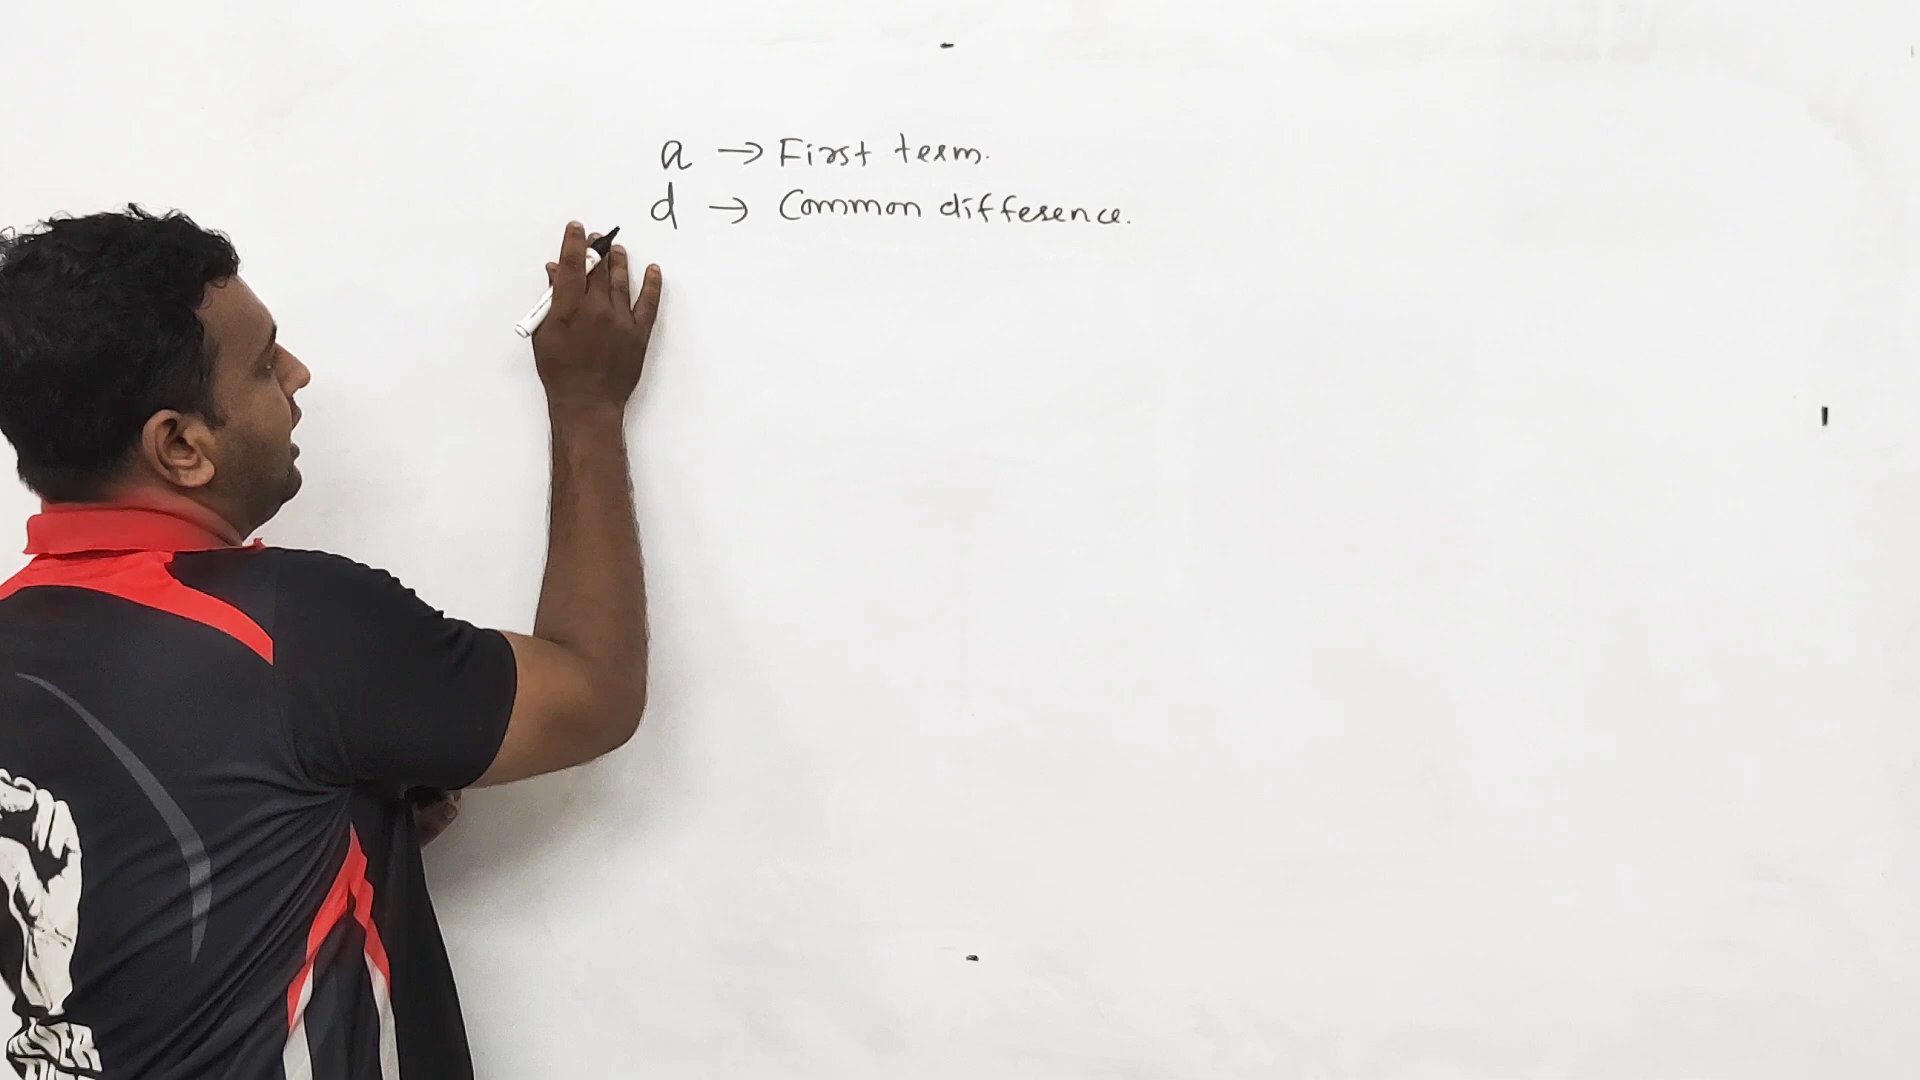 a → First term.
d → Common difference.